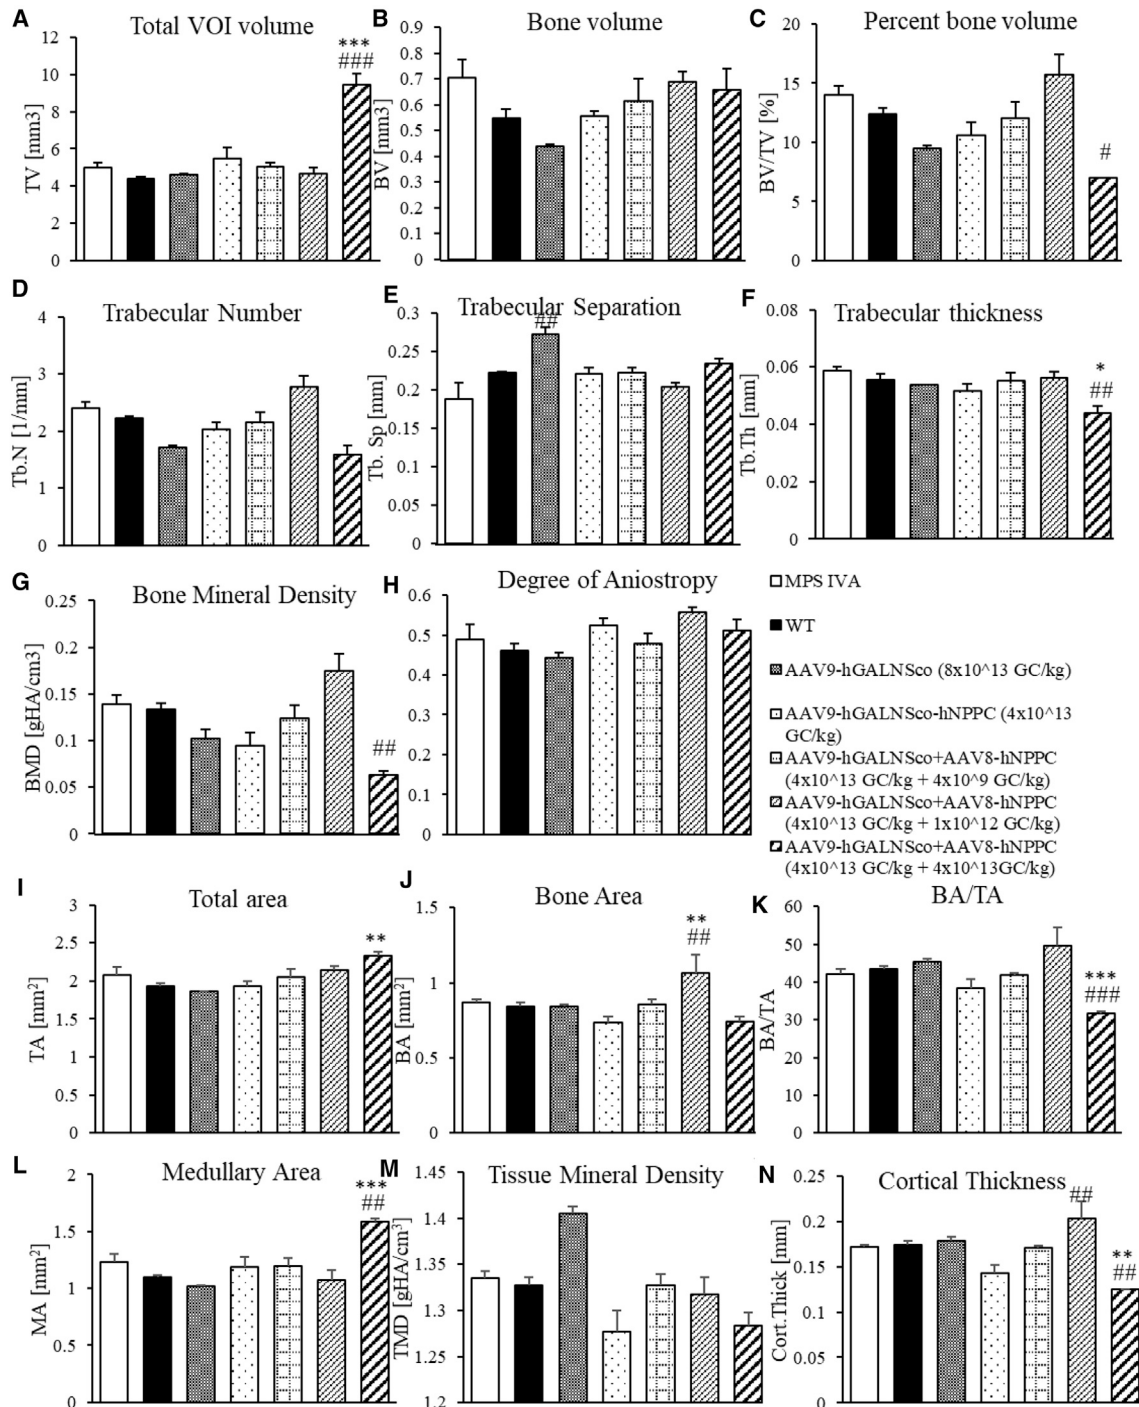 A
Total VOI volume
TV [mm3]
12
10
8
6
4
2
0
***
###
B
Bone volume
BV [mm3]
0.9
0.8
0.7
0.6
0.5
0.4
0.3
0.2
0.1
0
C
Percent bone volume
BV/TV [%]
20
15
10
5
0
#
D
Trabecular Number
Tb.N [1/mm]
4
3
2
1
0
E
Trabecular Separation
Tb. Sp [mm]
0.3
0.25
0.2
0.15
0.1
0.05
0
##
F
Trabecular thickness
Tb.Th [mm]
0.08
0.06
0.04
0.02
0
*
##
G
Bone Mineral Density
BMD [gHA/cm3]
0.25
0.2
0.15
0.1
0.05
0
##
H
Degree of Aniostropy
0.6
0.5
0.4
0.3
0.2
0.1
0
MPS IVA
WT
AAV9-hGALNSco (8x10^13 GC/kg)
AAV9-hGALNSco-hNPPC (4x10^13
GC/kg)
AAV9-hGALNSco+AAV8-hNPPC
(4x10^13 GC/kg + 4x10^9 GC/kg)
AAV9-hGALNSco+AAV8-hNPPC
(4x10^13 GC/kg + 1x10^12 GC/kg)
AAV9-hGALNSco+AAV8-hNPPC
(4x10^13 GC/kg + 4x10^13GC/kg)
I
Total area
TA [mm²]
3
2.5
2
1.5
1
0.5
0
**
J
Bone Area
BA [mm²]
1.5
1
0.5
0
**
##
K
BA/TA
BA/TA
60
50
40
30
20
10
0
***
###
L
Medullary Area
MA [mm²]
2
1.5
1
0.5
0
***
##
M
Tissue Mineral Density
TMD [gHA/cm³]
1.45
1.4
1.35
1.3
1.25
1.2
N
Cortical Thickness
Cort.Thick [mm]
0.25
0.2
0.15
0.1
0.05
0
##
**
##